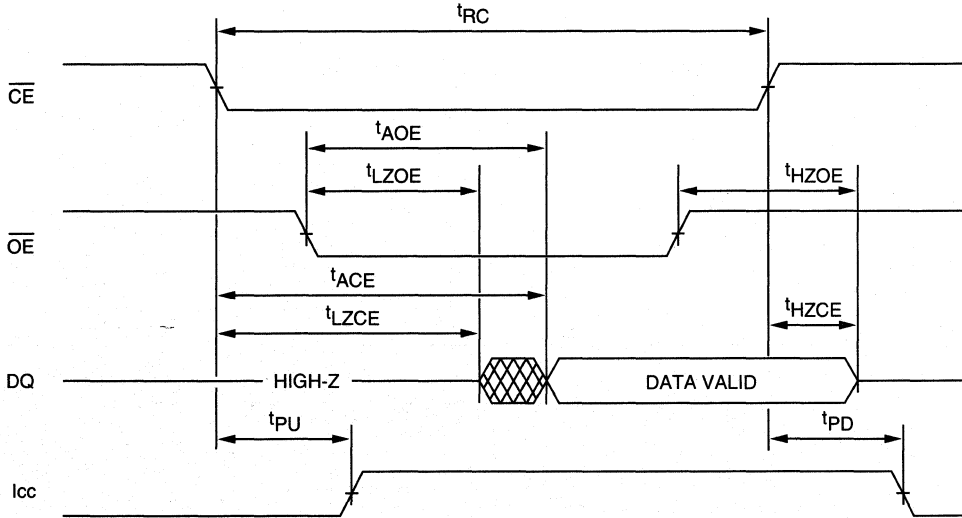 tRC
CE
tAOE
tLZOE
tHZOE
OE
tACE
tLZCE
tHZCE
DQ
HIGH-Z
DATA VALID
tPU
tPD
Icc